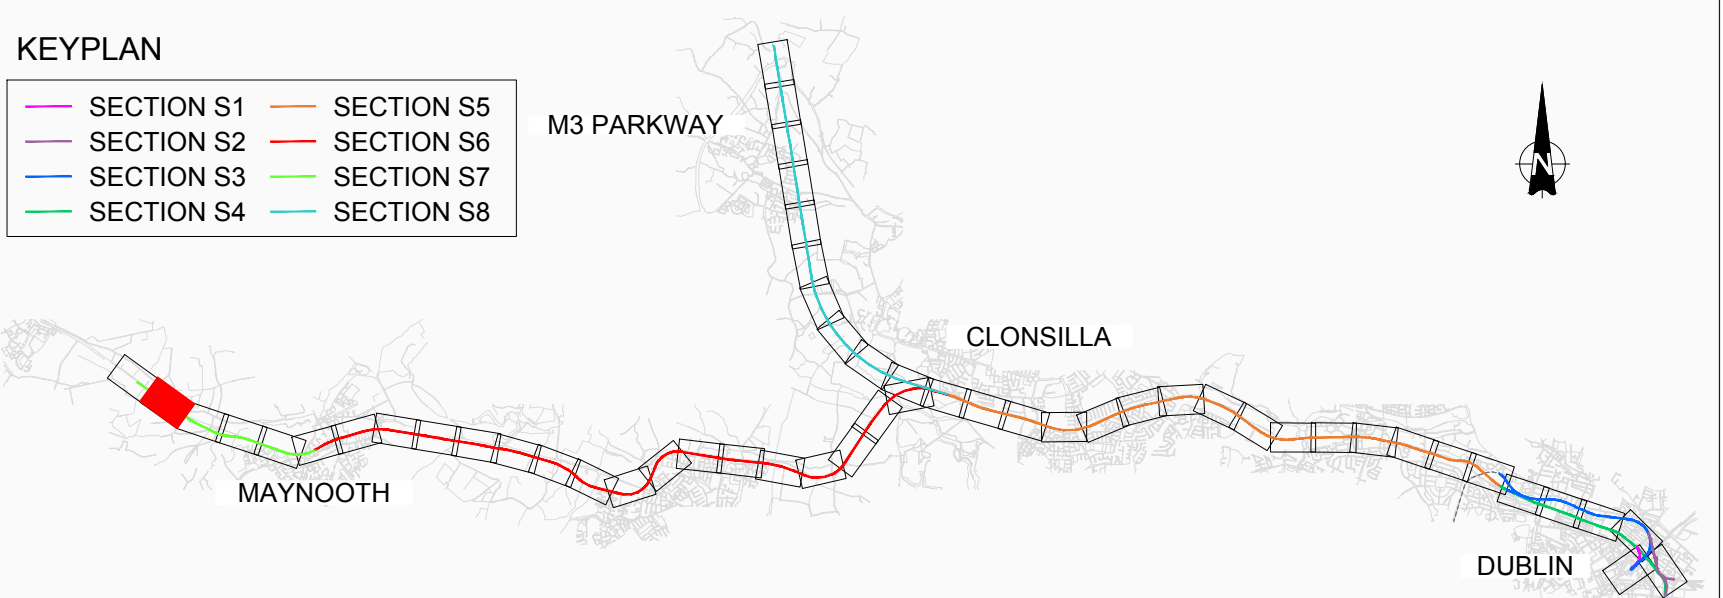 KEYPLAN
SECTION S1 SECTION S5
SECTION S2 SECTION S6
SECTION S3 SECTION S7
SECTION S4 SECTION S8
M3 PARKWAY
N
CLONSILLA
MAYNOOTH
DUBLIN